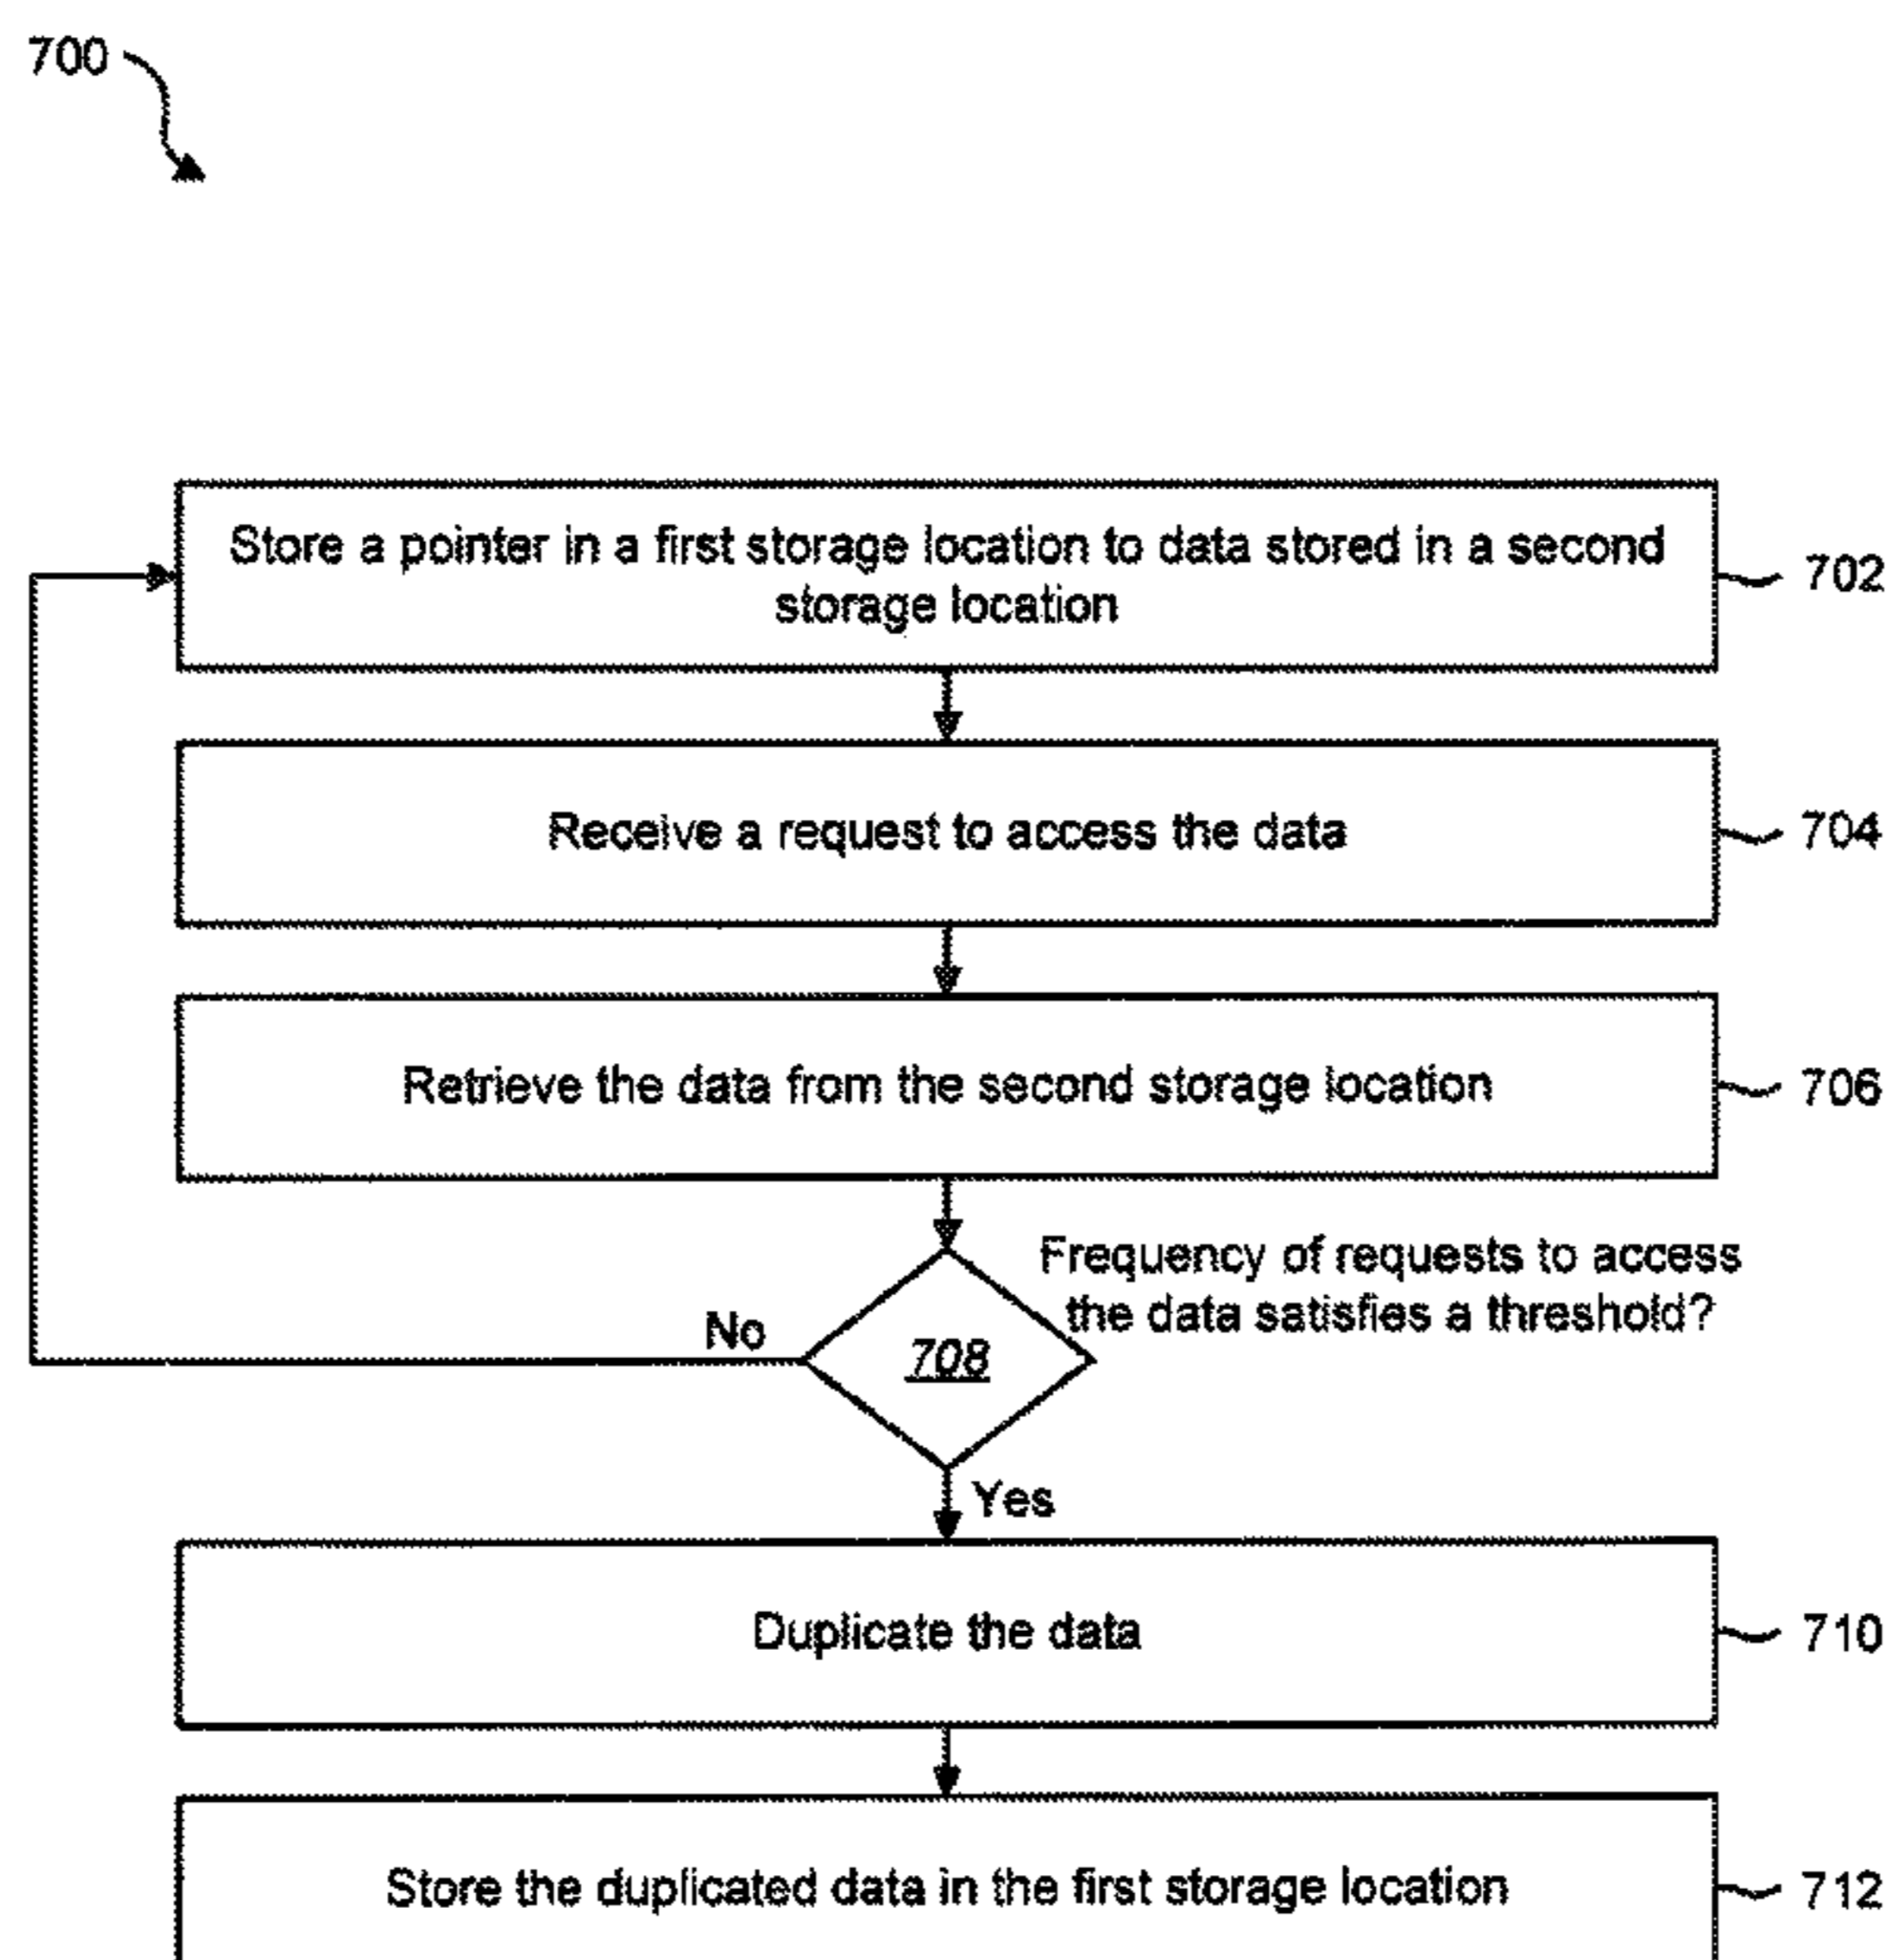 700
Store a pointer in a first storage location to data stored in a second
storage location
702
Receive a request to access the data
704
Retrieve the data from the second storage location
706
Frequency of requests to access
the data satisfies a threshold?
No
708
Yes
Duplicate the data
710
Store the duplicated data in the first storage location
712